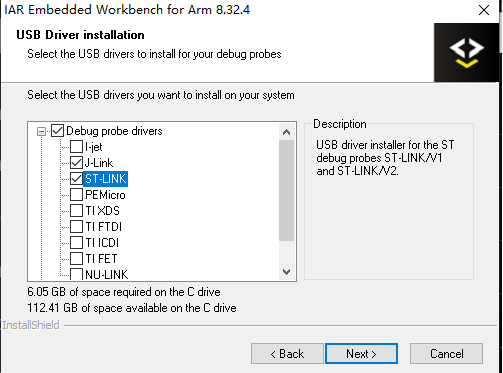 IAR Embedded Workbench for Arm 8.32.4
USB Driver installation
Select the USB drivers to install for your debug probes
Select the USB drivers you want to install on your system
Debug probe drivers
I-jet
J-Link
ST-LINK
PEMicro
TI XDS
TI FTDI
TI ICDI
TI FET
NU-LINK
Description
USB driver installer for the ST
debug probes ST-LINK/V1
and ST-LINK/V2.
6.05 GB of space required on the C drive
112.41 GB of space available on the C drive
InstallShield
< Back
Next >
Cancel